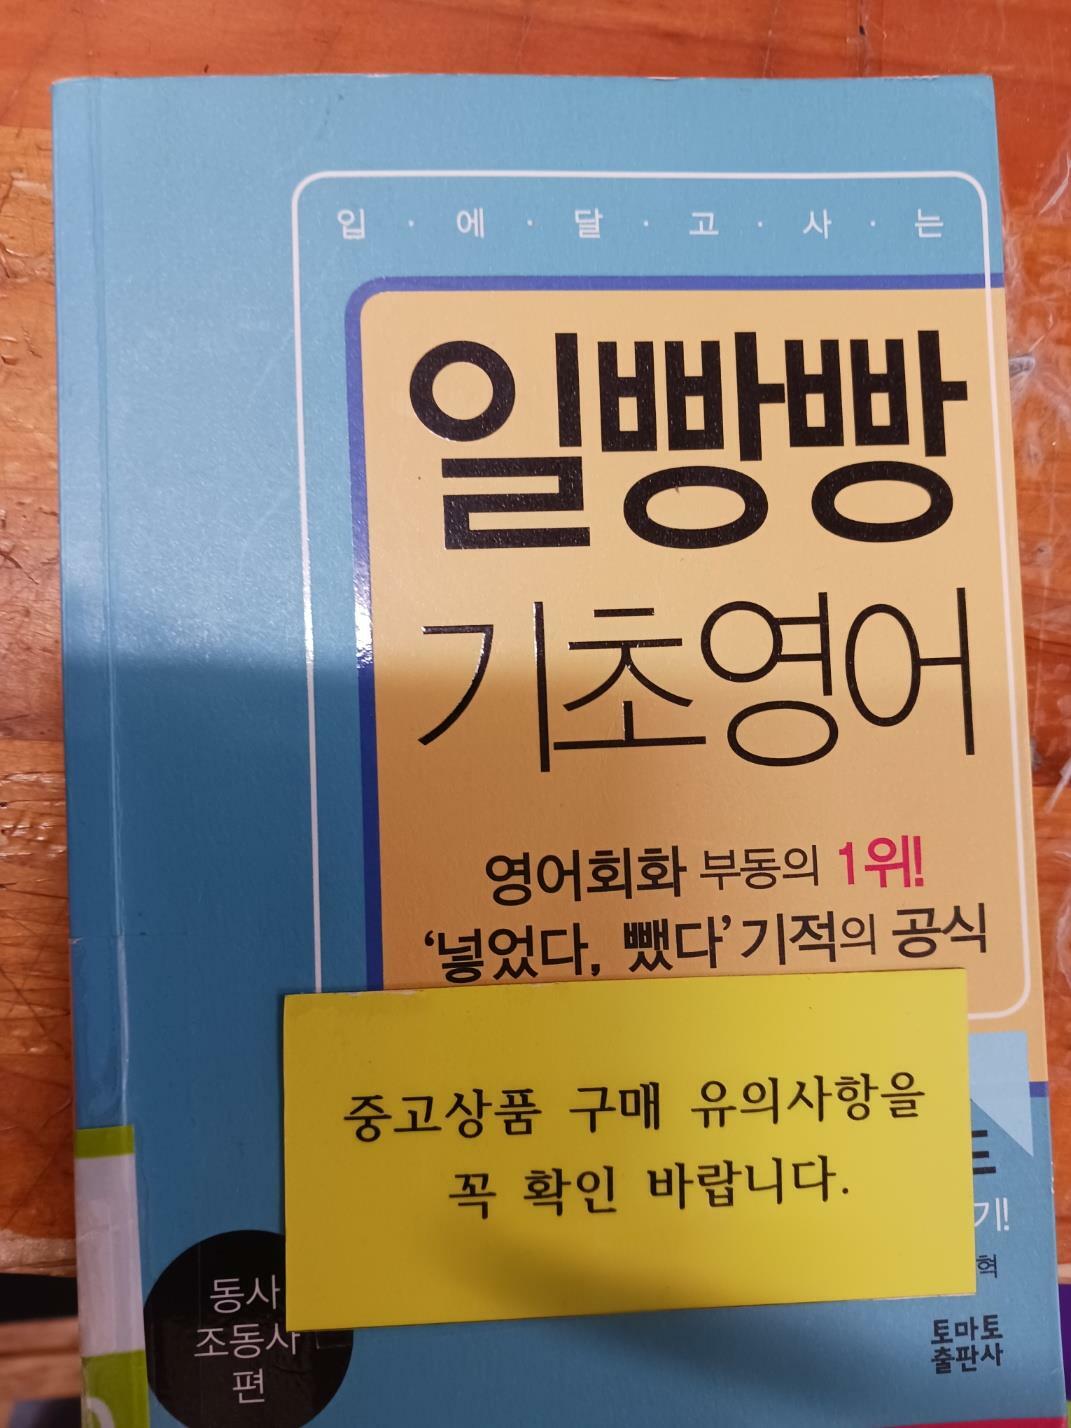 입·에·달·고·사·는
일빵빵
기초영어
영어회화 부동의 1위!
‘넣었다, 뺐다’ 기적의 공식
중고상품 구매 유의사항을
꼭 확인 바랍니다.
드
기!
혁
동사
조동사
편
토마토
출판사